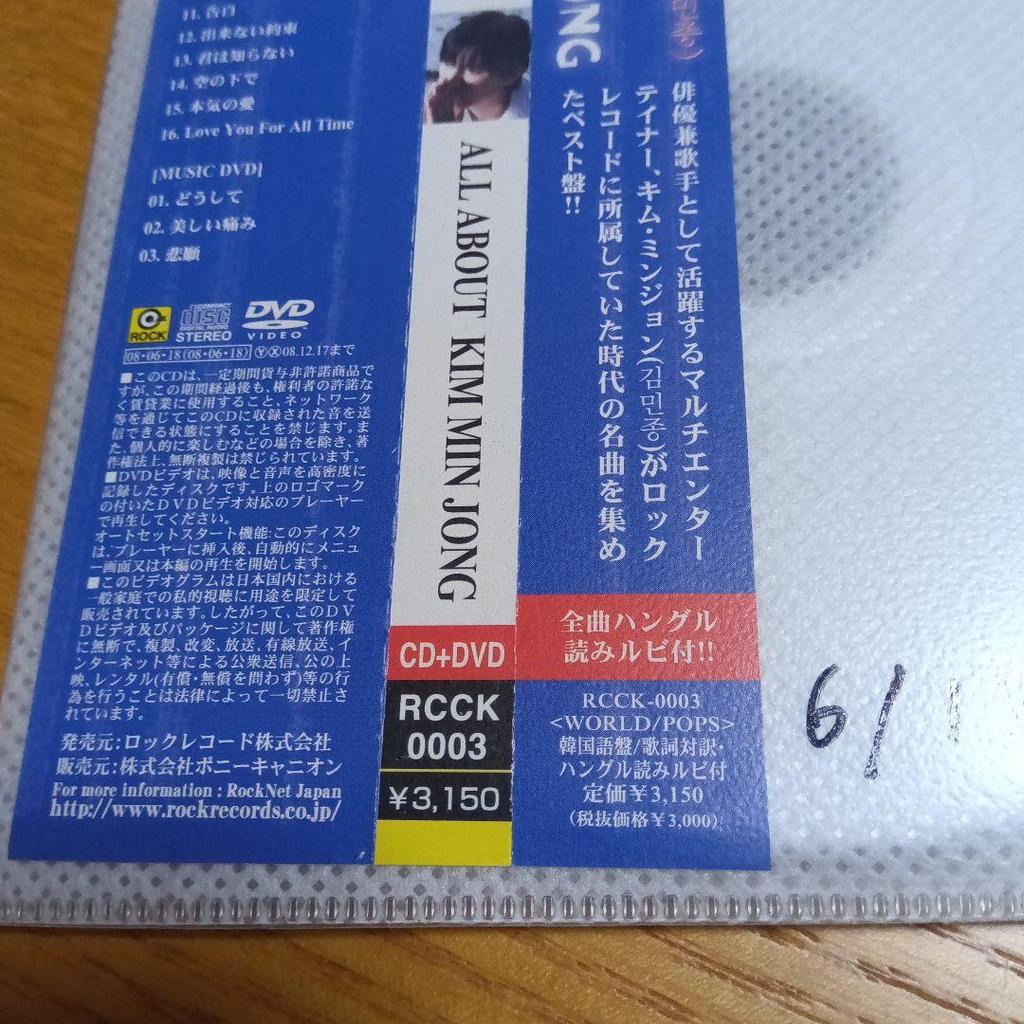 11. 告白
12. 出来ない約束
13. 君は知らない
14. 空の下で
15. 本気の愛
16. Love You For All Time
[MUSIC DVD]
01. どうして
02. 美しい痛み
03. 悲願
ROCK
COMPACT
disc
DIGITAL AUDIO
STEREO
DVD
VIDEO
08・06・18(08・06・18) ⓎⓍ08.12.17まで
■このCDは、一定期間貸与非許諾商品で
すが、この期間経過後も、権利者の許諾な
く賃貸業に使用すること、ネットワーク
等を通じてこのCDに収録された音を送
信できる状態にすることを禁じます。ま
た、個人的に楽しむなどの場合を除き、著
作権法上、無断複製は禁じられています。
■DVDビデオは、映像と音声を高密度に
記録したディスクです。上のロゴマーク
の付いたDVDビデオ対応のプレーヤー
で再生してください。
オートセットスタート機能:このディスク
は、プレーヤーに挿入後、自動的にメニュ
ー画面又は本編の再生を開始します。
■このビデオグラムは日本国内における
一般家庭での私的視聴に用途を限定して
販売されています。したがって、このDV
Dビデオ及びパッケージに関して著作権
に無断で、複製、改変、放送、有線放送、イ
ンターネット等による公衆送信、公の上
映、レンタル(有償・無償を問わず)等の行
為を行うことは法律によって一切禁止さ
れています。
発売元:ロックレコード株式会社
販売元:株式会社ポニーキャニオン
For more information : RockNet Japan
http://www.rockrecords.co.jp/
ALL ABOUT KIM MIN JONG
CD+DVD
RCCK
0003
¥3,150
ONG
俳優兼歌手として活躍するマルチエンター
テイナー、キム・ミンジョン(김민종)がロック
レコードに所属していた時代の名曲を集め
たベスト盤!!
全曲ハングル
読みルビ付!!
RCCK-0003
<WORLD/POPS>
韓国語盤/歌詞対訳・
ハングル読みルビ付
定価¥3,150
(税抜価格¥3,000)
6/1